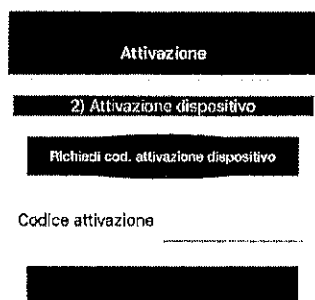 Attivazione
2) Attivazione dispositivo
Richiedi cod. attivazione dispositivo
Codice attivazione